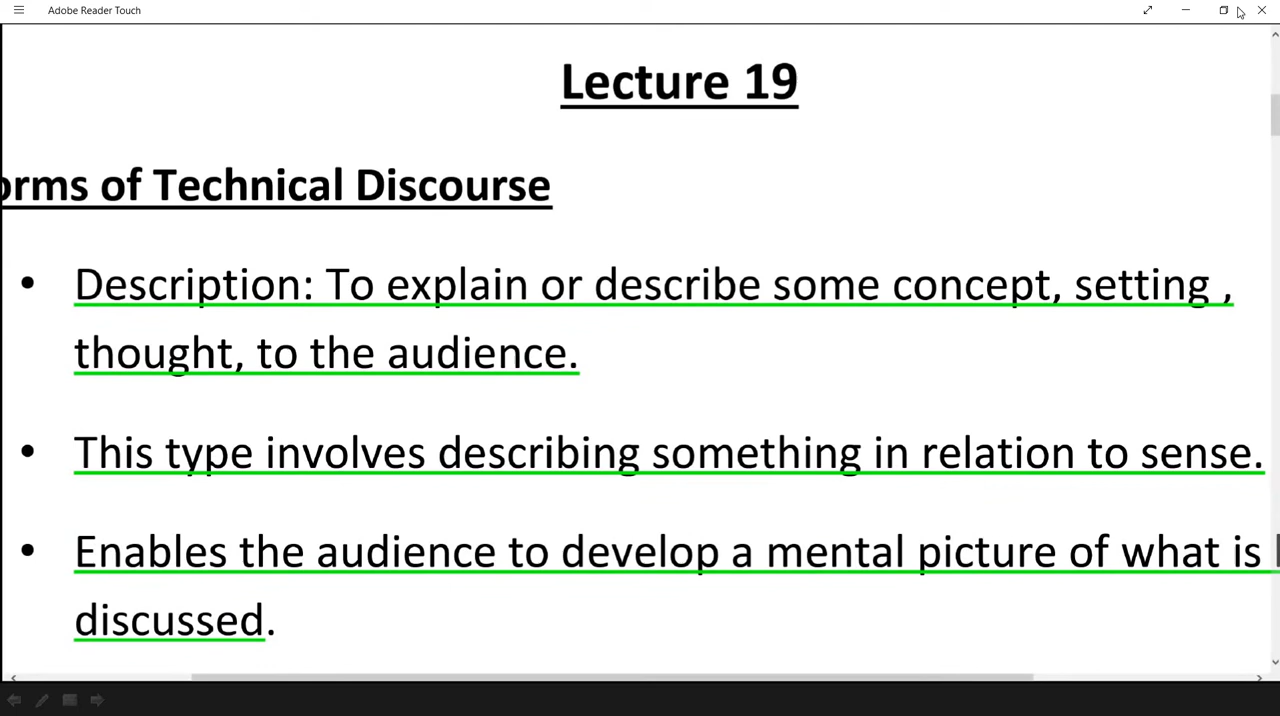 Adobe Reader Touch
Lecture 19
orms of Technical Discourse
• Description: To explain or describe some concept, setting ,
thought, to the audience.
• This type involves describing something in relation to sense.
• Enables the audience to develop a mental picture of what is
discussed.